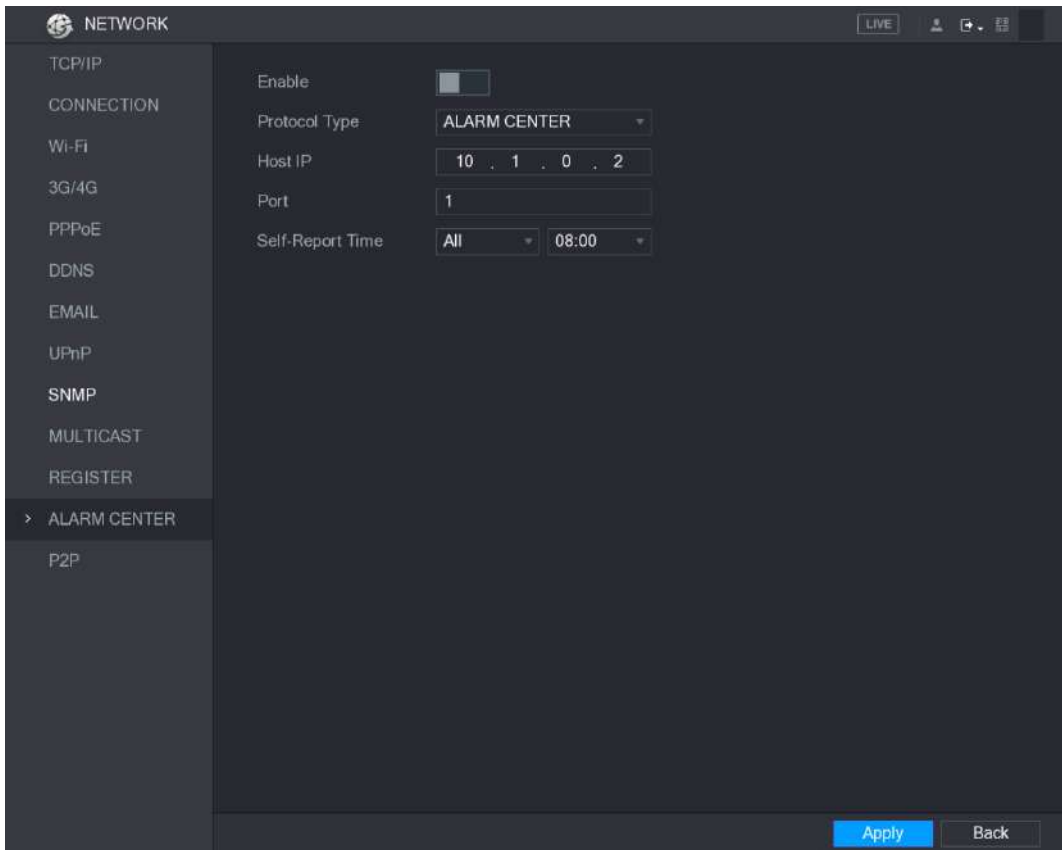 NETWORK
LIVE
TCP/IP
CONNECTION
Wi-Fi
3G/4G
PPPoE
DDNS
EMAIL
UPnP
SNMP
MULTICAST
REGISTER
> ALARM CENTER
P2P
Enable
Protocol Type ALARM CENTER
Host IP 10 . 1 . 0 . 2
Port 1
Self-Report Time All 08:00
Apply Back